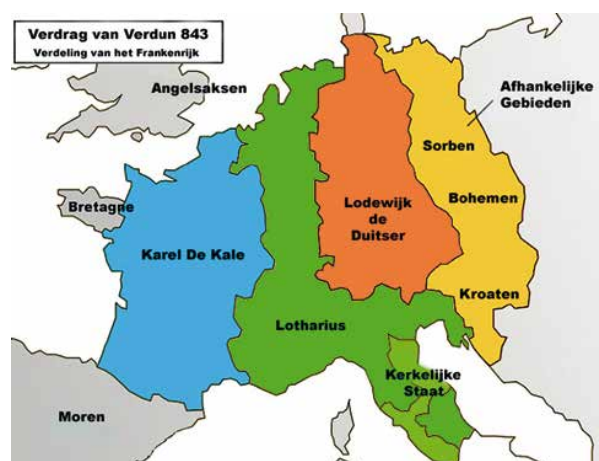 Verdrag van Verdun 843
Verdeling van het Frankenrijk
Angelsaksen
Afhankelijke
Gebieden
Sorben
Bretagne
Bohemen
Lodewijk
de
Duitser
Karel De Kale
Kroaten
Lotharius
Kerkelijke
Staat
Moren